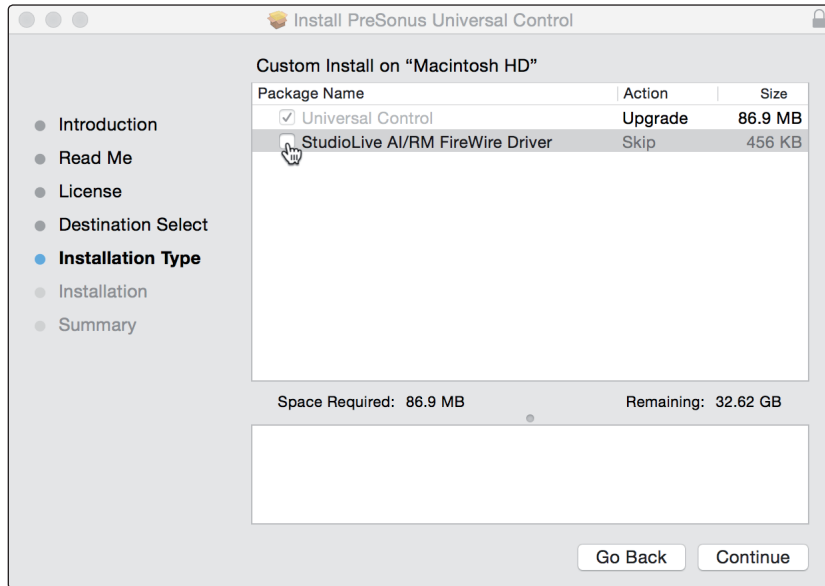 Install PreSonus Universal Control
Custom Install on “Macintosh HD”
Package Name Action Size
Universal Control Upgrade 86.9 MB
StudioLive AI/RM FireWire Driver Skip 456 KB
Introduction
Read Me
License
Destination Select
Installation Type
Installation
Summary
Space Required: 86.9 MB Remaining: 32.62 GB
Go Back Continue